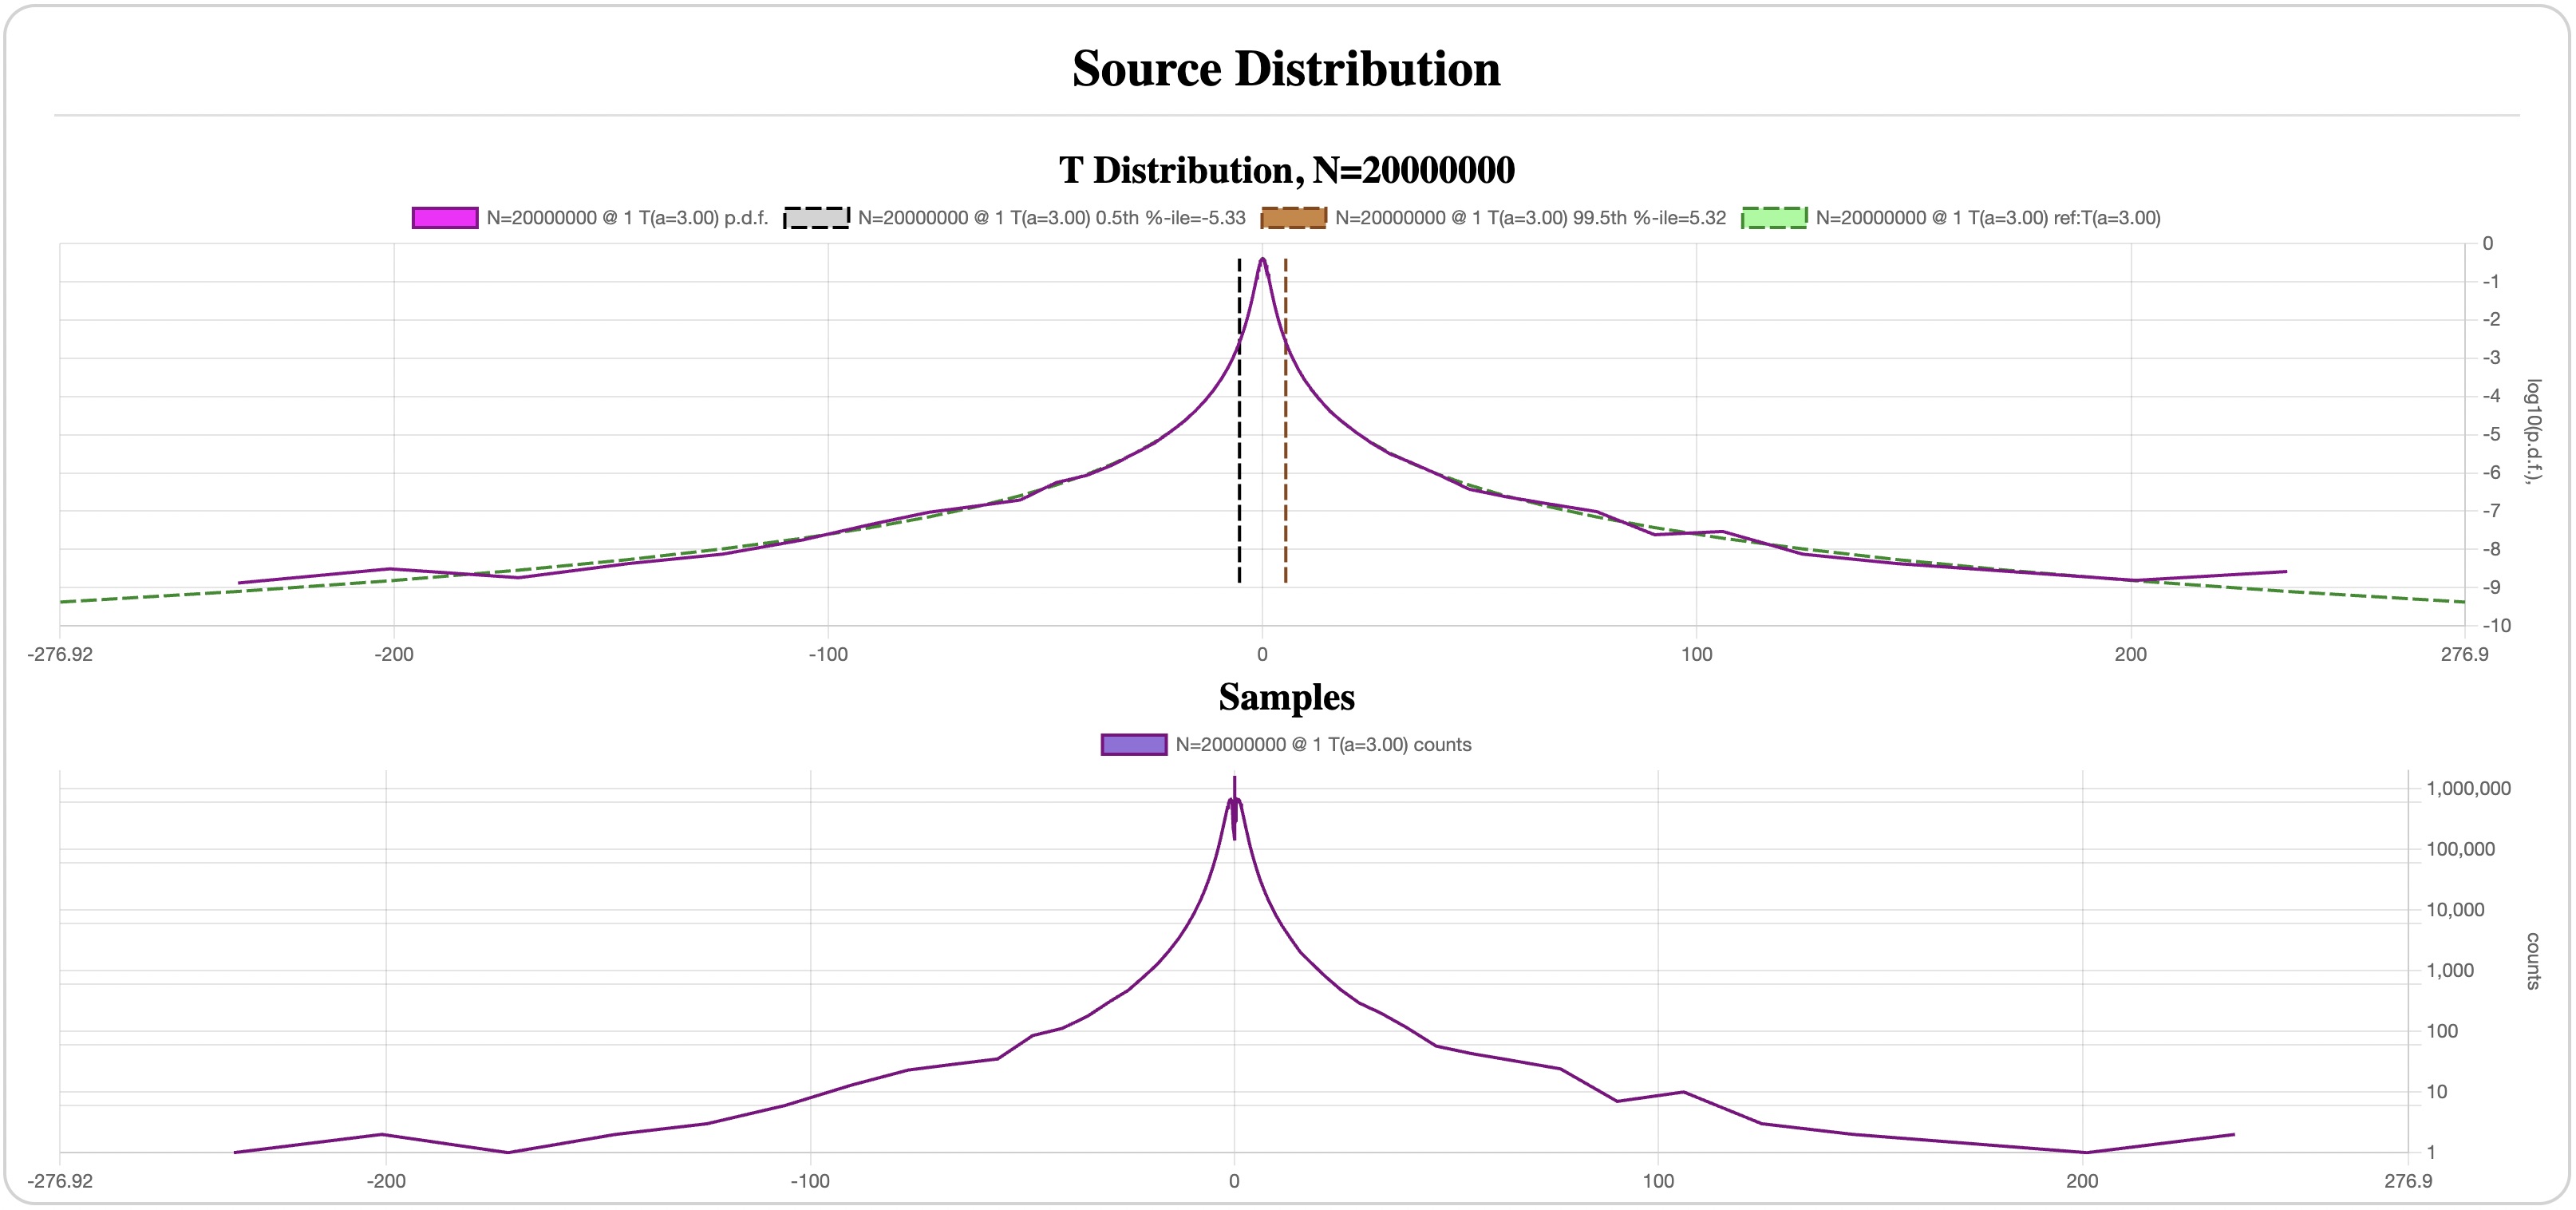 Source Distribution
T Distribution, N=20000000
N=20000000 @ 1 T(a=3.00) p.d.f. N=20000000 @ 1 T(a=3.00) 0.5th %-ile=-5.33 N=20000000 @ 1 T(a=3.00) 99.5th %-ile=5.32 N=20000000 @ 1 T(a=3.00) ref:T(a=3.00)
0
-1
-2
-3
-4
-5
-6
-7
-8
-9
-10
log10(p.d.f.),
-276.92 -200 -100 0 100 200 276.9
Samples
N=20000000 @ 1 T(a=3.00) counts
1,000,000
100,000
10,000
1,000
100
10
1
counts
-276.92 -200 -100 0 100 200 276.9